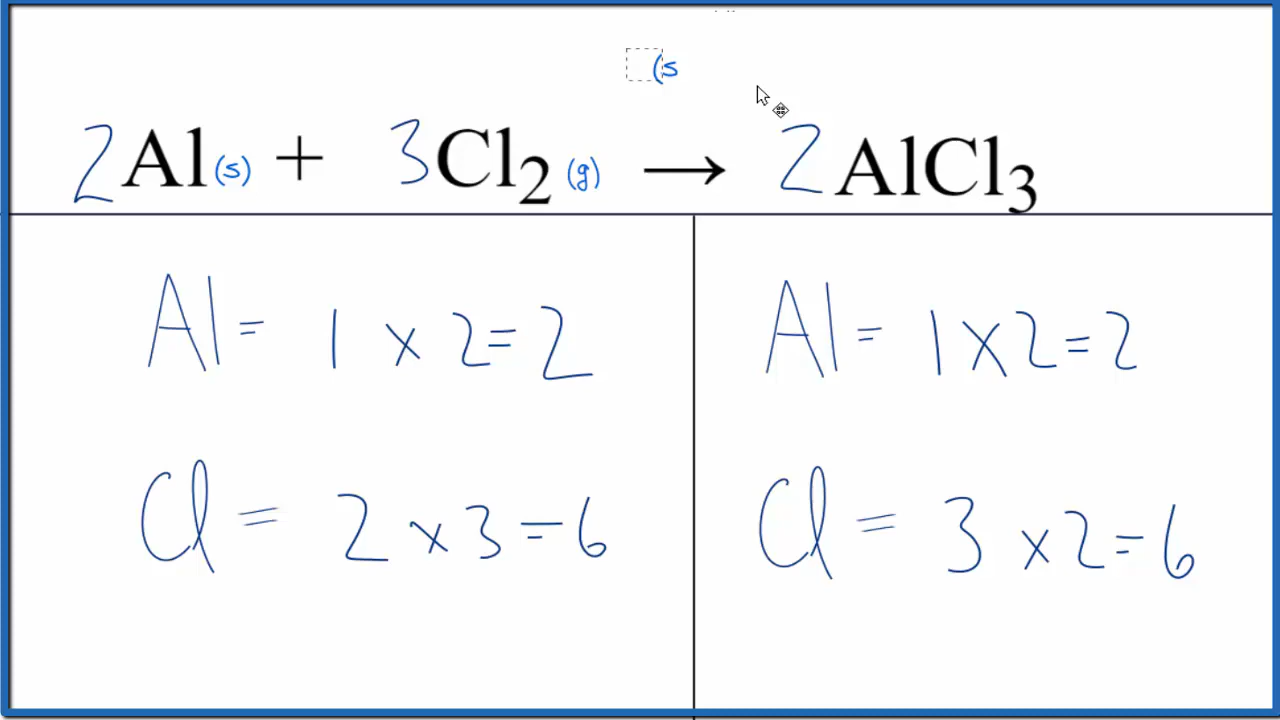 (s
2Al(s) + 3Cl₂(g) → 2AlCl₃
Al = 1 x 2 = 2
Al = 1 x 2 = 2
Cl = 2 x 3 = 6
Cl = 3 x 2 = 6